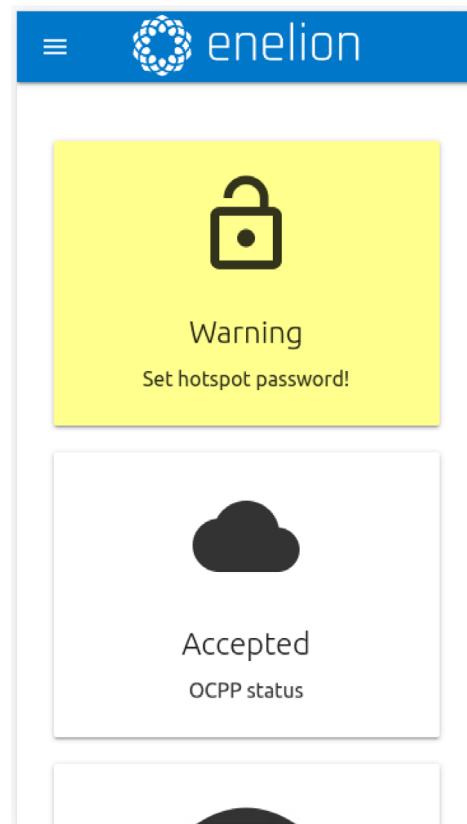 enelion
Warning
Set hotspot password!
Accepted
OCPP status